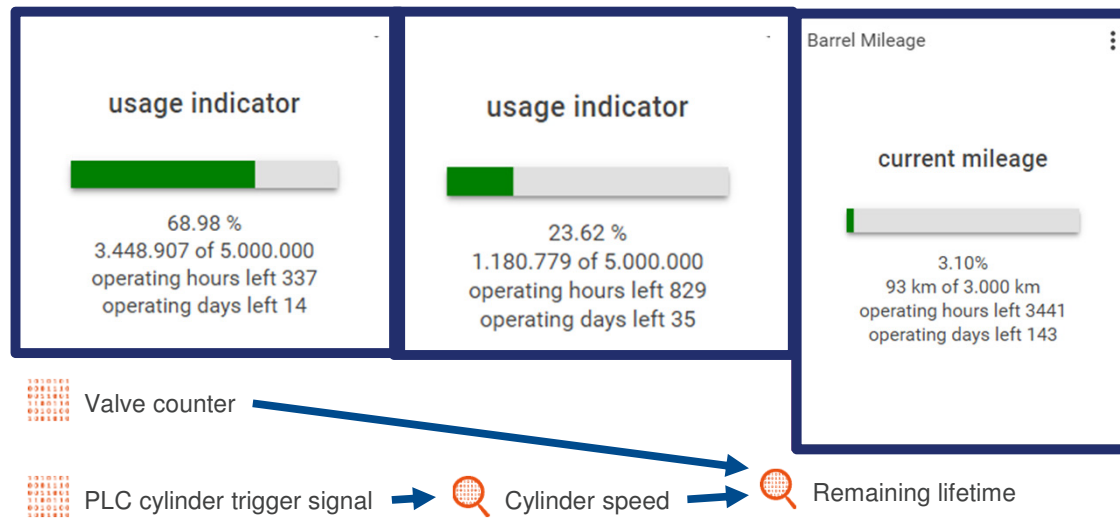 usage indicator
68.98 %
3.448.907 of 5.000.000
operating hours left 337
operating days left 14
usage indicator
23.62 %
1.180.779 of 5.000.000
operating hours left 829
operating days left 35
Barrel Mileage
current mileage
3.10%
93 km of 3.000 km
operating hours left 3441
operating days left 143
Valve counter
PLC cylinder trigger signal
Cylinder speed
Remaining lifetime